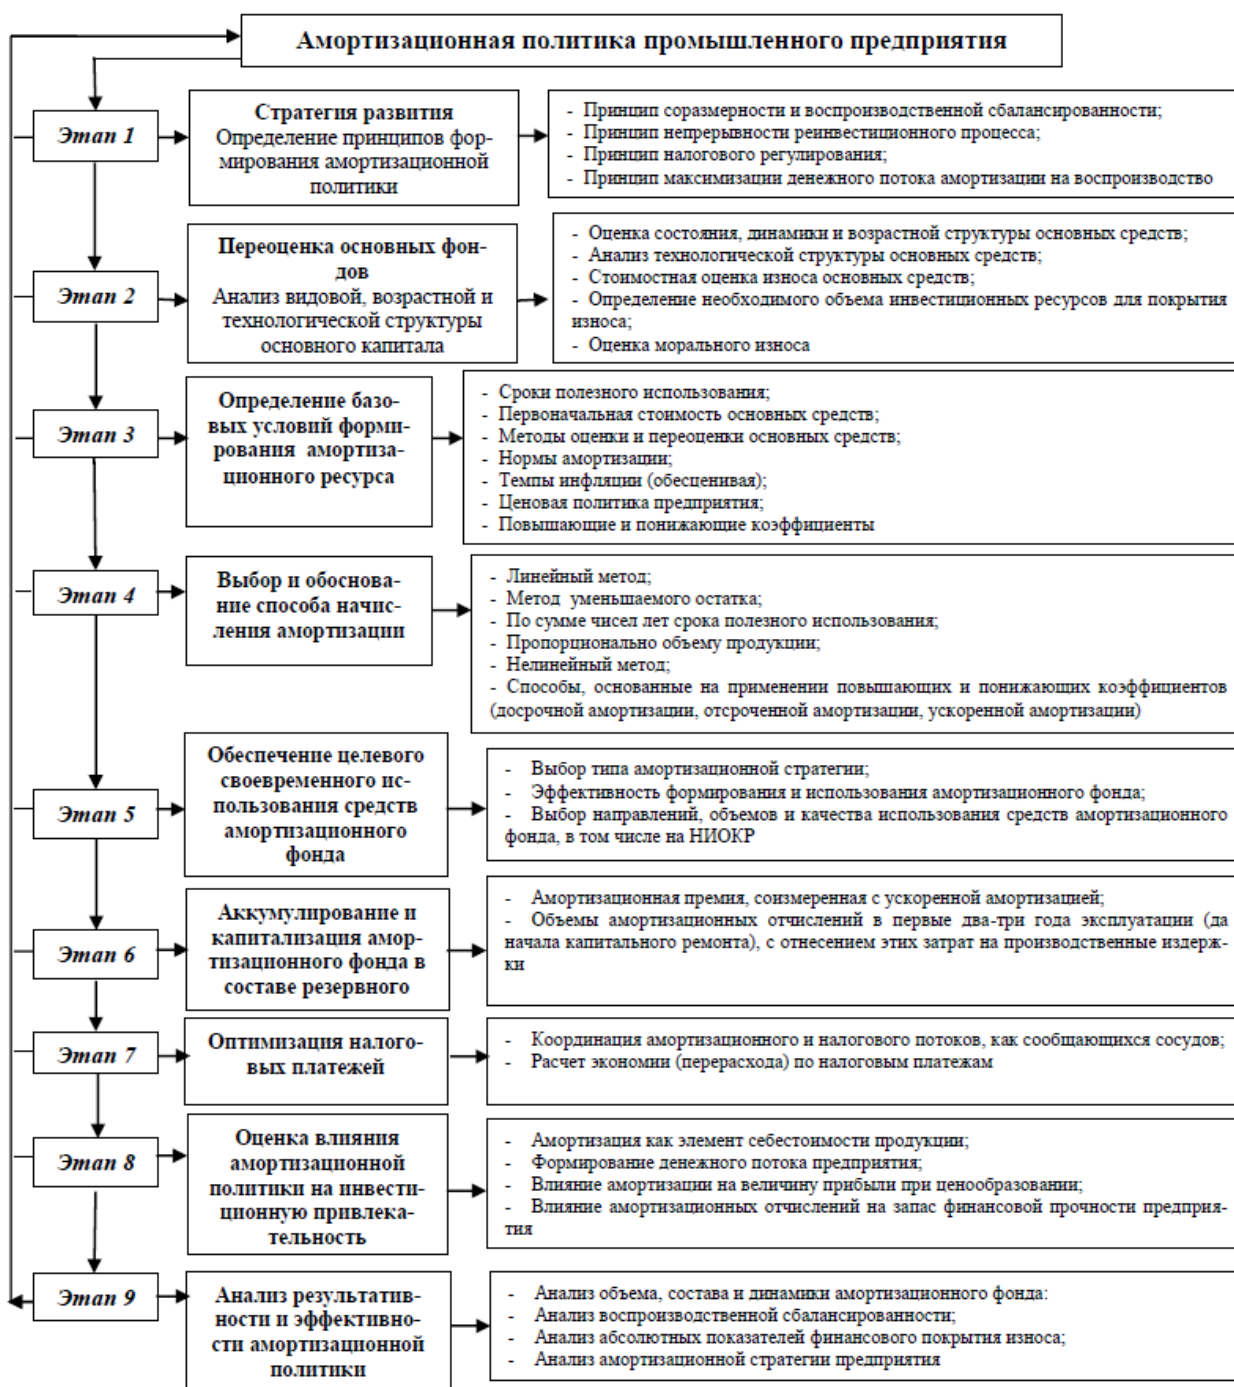 Амортизационная политика промышленного предприятия
Этап 1
Стратегия развития
Определение принципов фор-
мирования амортизационной
политики
- Принцип соразмерности и воспроизводственной сбалансированности;
- Принцип непрерывности реинвестиционного процесса;
- Принцип налогового регулирования;
- Принцип максимизации денежного потока амортизации на воспроизводство
Этап 2
Переоценка основных фон-
дов
Анализ видовой, возрастной и
технологической структуры
основного капитала
- Оценка состояния, динамики и возрастной структуры основных средств;
- Анализ технологической структуры основных средств;
- Стоимостная оценка износа основных средств;
- Определение необходимого объема инвестиционных ресурсов для покрытия
износа;
- Оценка морального износа
Этап 3
Определение базо-
вых условий форми-
рования амортиза-
ционного ресурса
- Сроки полезного использования;
- Первоначальная стоимость основных средств;
- Методы оценки и переоценки основных средств;
- Нормы амортизации;
- Темпы инфляции (обесценивая);
- Ценовая политика предприятия;
- Повышающие и понижающие коэффициенты
Этап 4
Выбор и обоснова-
ние способа начис-
ления амортизации
- Линейный метод;
- Метод уменьшаемого остатка;
- По сумме чисел лет срока полезного использования;
- Пропорционально объему продукции;
- Нелинейный метод;
- Способы, основанные на применении повышающих и понижающих коэффициентов
(досрочной амортизации, отсроченной амортизации, ускоренной амортизации)
Этап 5
Обеспечение целевого
своевременного ис-
пользования средств
амортизационного
фонда
- Выбор типа амортизационной стратегии;
- Эффективность формирования и использования амортизационного фонда;
- Выбор направлений, объемов и качества использования средств амортизационного
фонда, в том числе на НИОКР
Этап 6
Аккумулирование и
капитализация амор-
тизационного фонда в
составе резервного
- Амортизационная премия, соизмеренная с ускоренной амортизацией;
- Объемы амортизационных отчислений в первые два-три года эксплуатации (да
начала капитального ремонта), с отнесением этих затрат на производственные издерж-
ки
Этап 7
Оптимизация налого-
вых платежей
- Координация амортизационного и налогового потоков, как сообщающихся сосудов;
- Расчет экономии (перерасхода) по налоговым платежам
Этап 8
Оценка влияния
амортизационной
политики на инвести-
ционную привлека-
тельность
- Амортизация как элемент себестоимости продукции;
- Формирование денежного потока предприятия;
- Влияние амортизации на величину прибыли при ценообразовании;
- Влияние амортизационных отчислений на запас финансовой прочности предприя-
тия
Этап 9
Анализ результатив-
ности и эффективно-
сти амортизационной
политики
- Анализ объема, состава и динамики амортизационного фонда:
- Анализ воспроизводственной сбалансированности;
- Анализ абсолютных показателей финансового покрытия износа;
- Анализ амортизационной стратегии предприятия